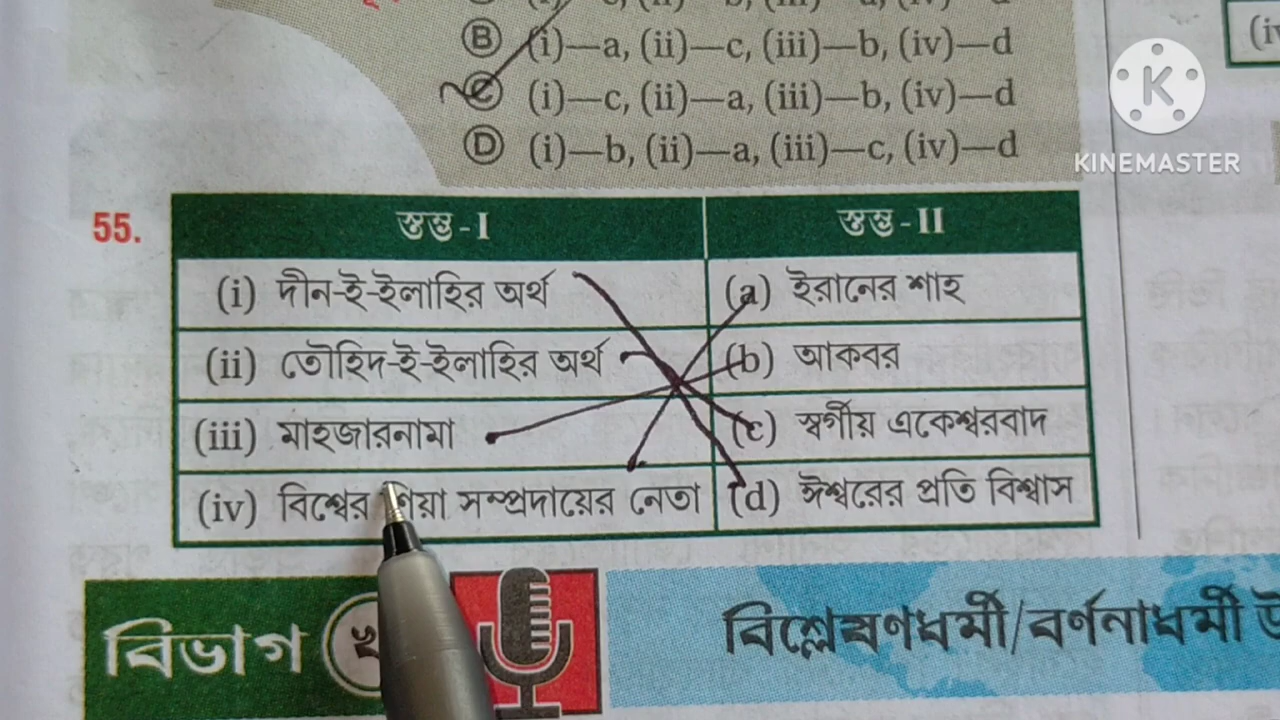 B (i)—a, (ii)—c, (iii)—b, (iv)—d
C (i)—c, (ii)—a, (iii)—b, (iv)—d
D (i)—b, (ii)—a, (iii)—c, (iv)—d
K
KINEMASTER
55.
স্তম্ভ-I স্তম্ভ-II
(i) দীন-ই-ইলাহির অর্থ (a) ইরানের শাহ
(ii) তৌহিদ-ই-ইলাহির অর্থ (b) আকবর
(iii) মাহজারনামা (c) স্বর্গীয় একেশ্বরবাদ
(iv) বিশ্বের শিয়া সম্প্রদায়ের নেতা (d) ঈশ্বরের প্রতি বিশ্বাস
বিভাগ খ
বিশ্লেষণধর্মী/বর্ণনাধর্মী